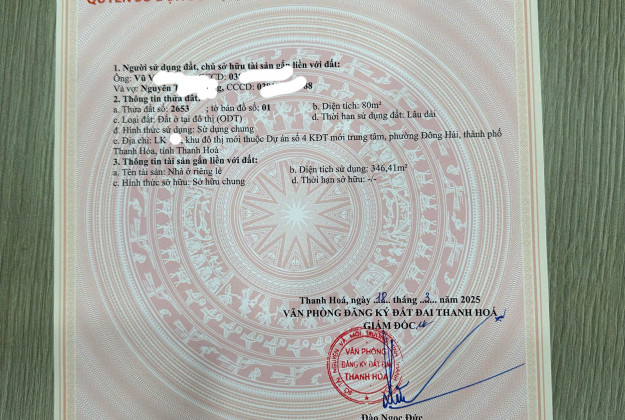 1. Người sử dụng đất, chủ sở hữu tài sản gắn liền với đất:
Ông: Vũ V CCCD: 03
Và vợ: Nguyễn T CCCD: 8
2. Thông tin thửa đất:
a. Thửa đất số: 2653 ; tờ bản đồ số: 01 b. Diện tích: 80m²
c. Loại đất: Đất ở tại đô thị (ODT) d. Thời hạn sử dụng đất: Lâu dài
đ. Hình thức sử dụng: Sử dụng chung
e. Địa chỉ: LK , khu đô thị mới thuộc Dự án số 4 KĐT mới trung tâm, phường Đông Hải, thành phố
Thanh Hóa, tỉnh Thanh Hoá
3. Thông tin tài sản gắn liền với đất:
a. Tên tài sản: Nhà ở riêng lẻ b. Diện tích sử dụng: 346,41m²
c. Hình thức sở hữu: Sở hữu chung d. Thời hạn sở hữu: -/-
Thanh Hoá, ngày .18. tháng .3. năm 2025
VĂN PHÒNG ĐĂNG KÝ ĐẤT ĐAI THANH HOÁ
GIÁM ĐỐC
VĂN PHÒNG
ĐĂNG KÝ ĐẤT ĐAI
THANH HÓA
Đào Ngọc Đức